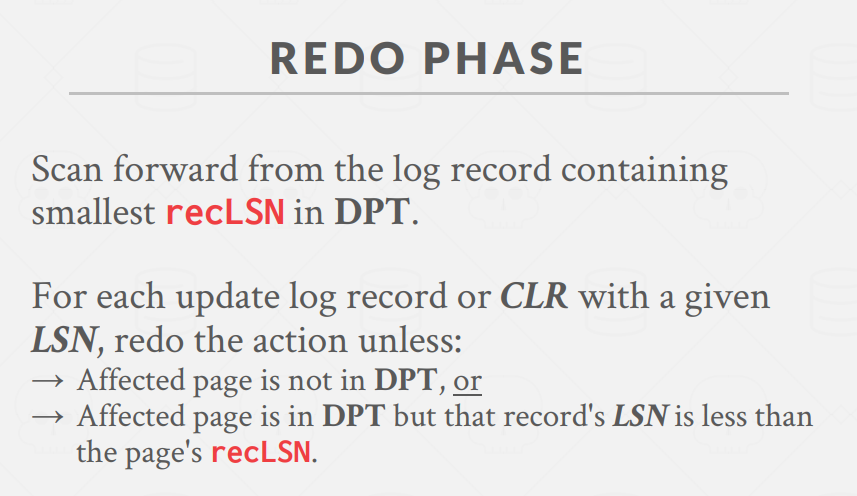 REDO PHASE
Scan forward from the log record containing
smallest recLSN in DPT.
For each update log record or CLR with a given
LSN, redo the action unless:
→ Affected page is not in DPT, or
→ Affected page is in DPT but that record's LSN is less than
the page's recLSN.